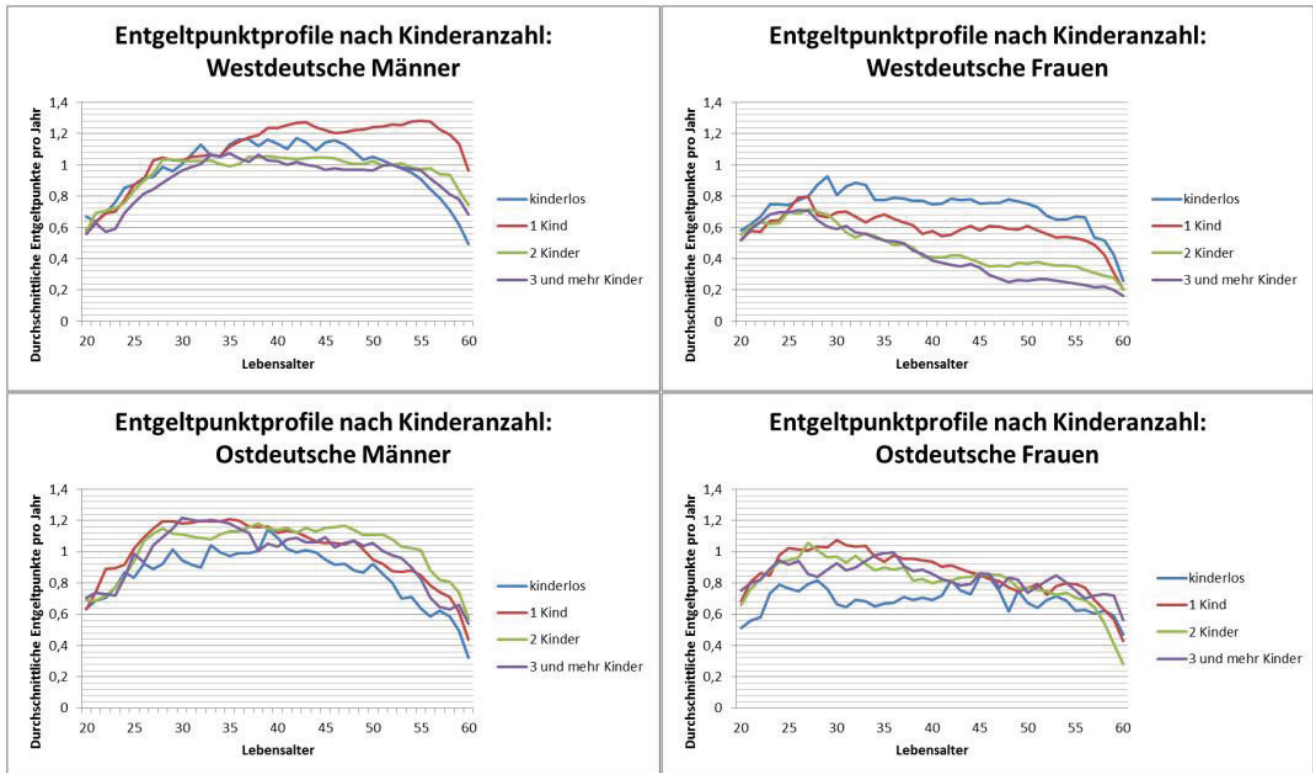 Entgeltpunktprofile nach Kinderanzahl:
Westdeutsche Männer
Durchschnittliche Entgeltpunkte pro Jahr
1,4
1,2
1
0,8
0,6
0,4
0,2
0
20 25 30 35 40 45 50 55 60
Lebensalter
kinderlos
1 Kind
2 Kinder
3 und mehr Kinder
Entgeltpunktprofile nach Kinderanzahl:
Westdeutsche Frauen
Durchschnittliche Entgeltpunkte pro Jahr
1,4
1,2
1
0,8
0,6
0,4
0,2
0
20 25 30 35 40 45 50 55 60
Lebensalter
kinderlos
1 Kind
2 Kinder
3 und mehr Kinder
Entgeltpunktprofile nach Kinderanzahl:
Ostdeutsche Männer
Durchschnittliche Entgeltpunkte pro Jahr
1,4
1,2
1
0,8
0,6
0,4
0,2
0
20 25 30 35 40 45 50 55 60
Lebensalter
kinderlos
1 Kind
2 Kinder
3 und mehr Kinder
Entgeltpunktprofile nach Kinderanzahl:
Ostdeutsche Frauen
Durchschnittliche Entgeltpunkte pro Jahr
1,4
1,2
1
0,8
0,6
0,4
0,2
0
20 25 30 35 40 45 50 55 60
Lebensalter
kinderlos
1 Kind
2 Kinder
3 und mehr Kinder